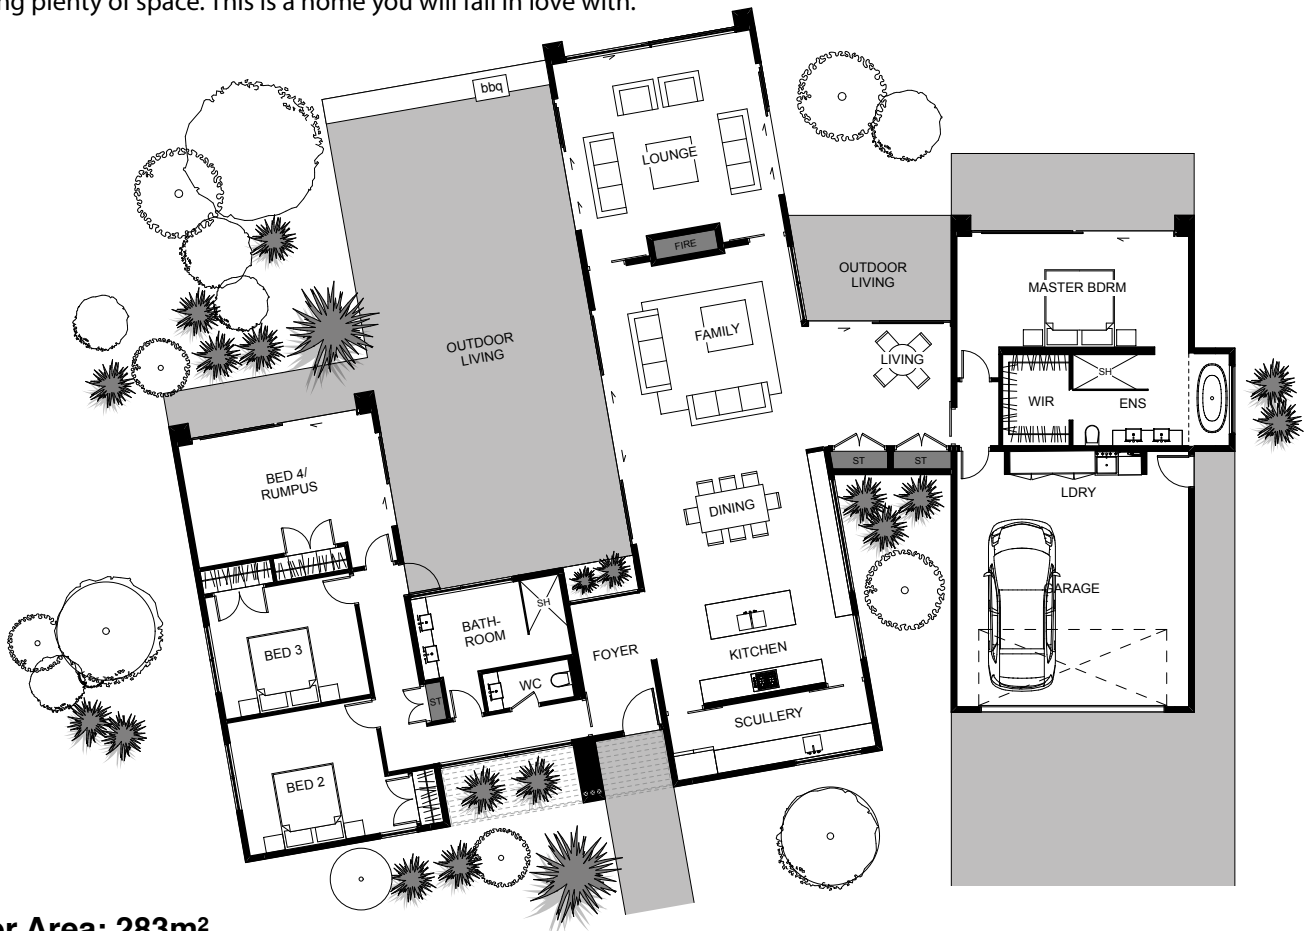 plenty of space. This is a home you will fall in love with.
bbq
LOUNGE
FIRE
OUTDOOR
LIVING
MASTER BDRM
FAMILY
OUTDOOR
LIVING
LIVING
SH
WIR
ENS
ST
ST
BED 4/
RUMPUS
LDRY
DINING
GARAGE
SH
BATH-
ROOM
BED 3
FOYER
KITCHEN
WC
ST
SCULLERY
BED 2
Area: 283m²